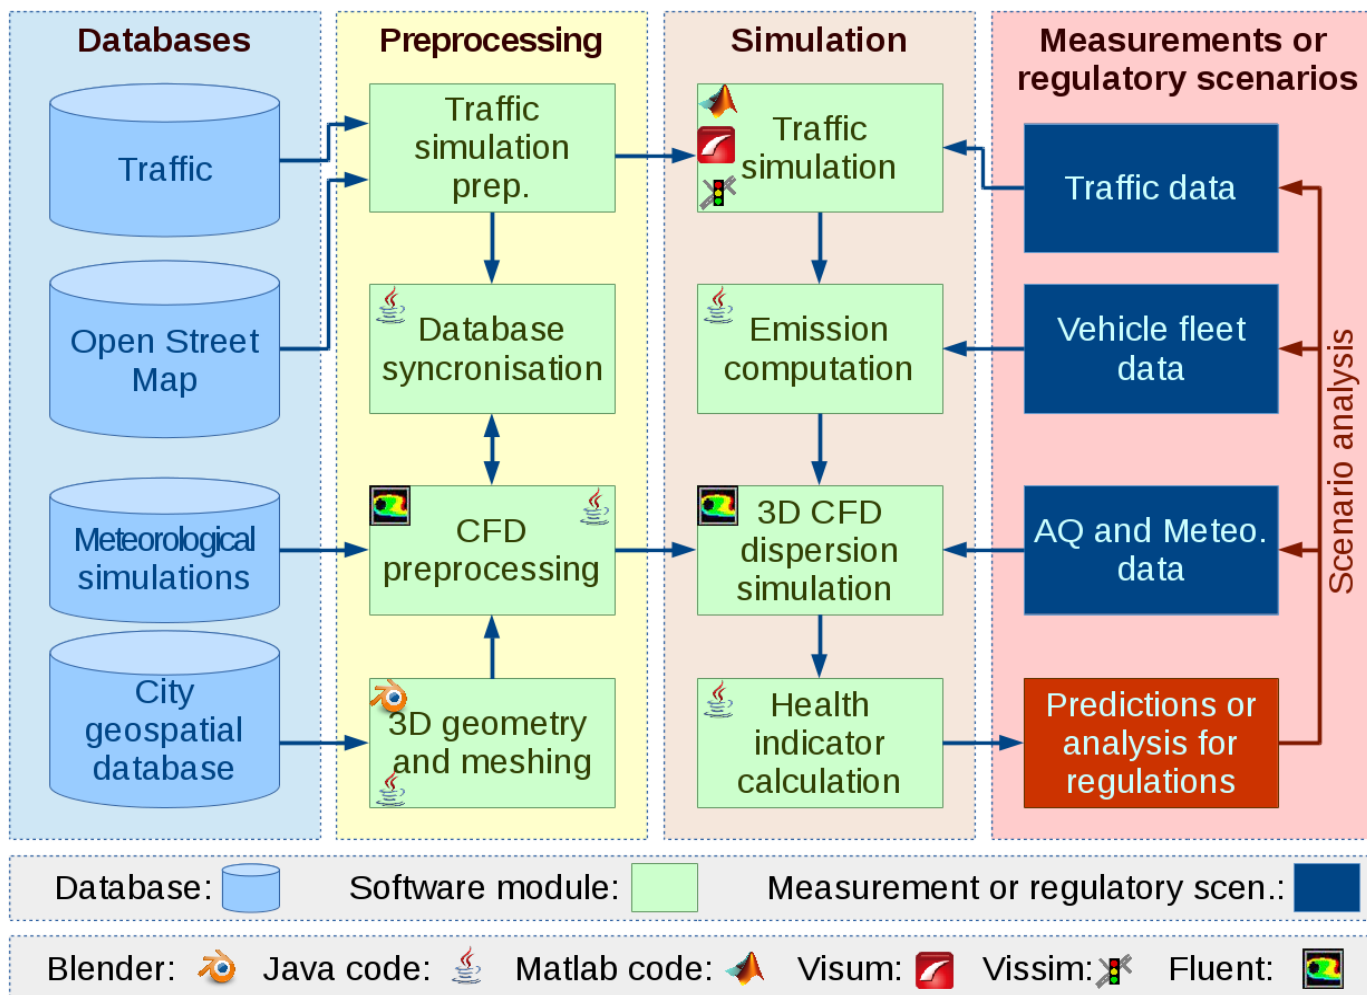 Databases
Traffic
Open Street
Map
Meteorological
simulations
City
geospatial
database
Preprocessing
Traffic
simulation
prep.
Database
syncronisation
CFD
preprocessing
3D geometry
and meshing
Simulation
Traffic
simulation
Emission
computation
3D CFD
dispersion
simulation
Health
indicator
calculation
Measurements or
regulatory scenarios
Traffic data
Vehicle fleet
data
AQ and Meteo.
data
Predictions or
analysis for
regulations
Scenario analysis
Database: Software module: Measurement or regulatory scen.:
Blender: Java code: Matlab code: Visum: Vissim: Fluent: